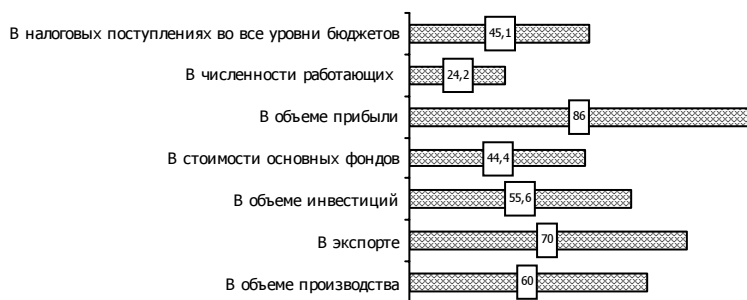 В налоговых поступлениях во все уровни бюджетов 45,1
В численности работающих 24,2
В объеме прибыли 86
В стоимости основных фондов 44,4
В объеме инвестиций 55,6
В экспорте 70
В объеме производства 60